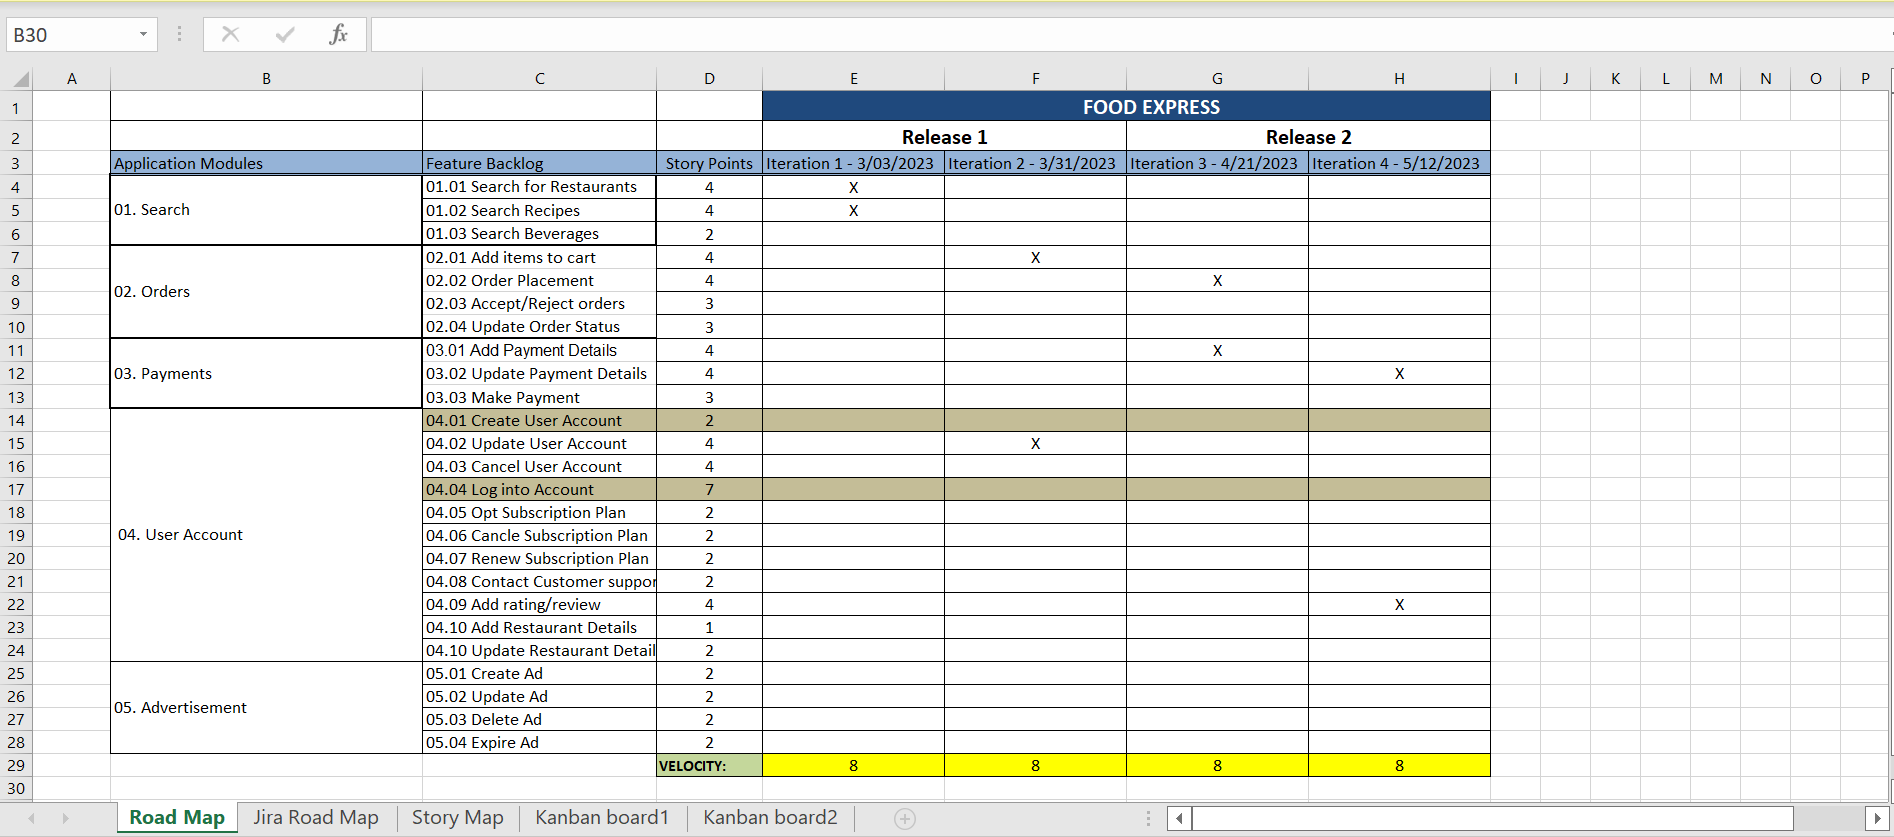 B30 fx
A B C D E F G H I J K L M N O P
1 FOOD EXPRESS
2 Release 1 Release 2
3 Application Modules Feature Backlog Story Points Iteration 1 - 3/03/2023 Iteration 2 - 3/31/2023 Iteration 3 - 4/21/2023 Iteration 4 - 5/12/2023
4 01.01 Search for Restaurants 4 X
5 01. Search 01.02 Search Recipes 4 X
6 01.03 Search Beverages 2
7 02.01 Add items to cart 4 X
8 02. Orders 02.02 Order Placement 4 X
9 02.03 Accept/Reject orders 3
10 02.04 Update Order Status 3
11 03.01 Add Payment Details 4 X
12 03. Payments 03.02 Update Payment Details 4 X
13 03.03 Make Payment 3
14 04.01 Create User Account 2
15 04.02 Update User Account 4 X
16 04.03 Cancel User Account 4
17 04.04 Log into Account 7
18 04.05 Opt Subscription Plan 2
19 04. User Account 04.06 Cancle Subscription Plan 2
20 04.07 Renew Subscription Plan 2
21 04.08 Contact Customer suppor 2
22 04.09 Add rating/review 4 X
23 04.10 Add Restaurant Details 1
24 04.10 Update Restaurant Detail 2
25 05.01 Create Ad 2
26 05. Advertisement 05.02 Update Ad 2
27 05.03 Delete Ad 2
28 05.04 Expire Ad 2
29 VELOCITY: 8 8 8 8
30
Road Map Jira Road Map Story Map Kanban board1 Kanban board2